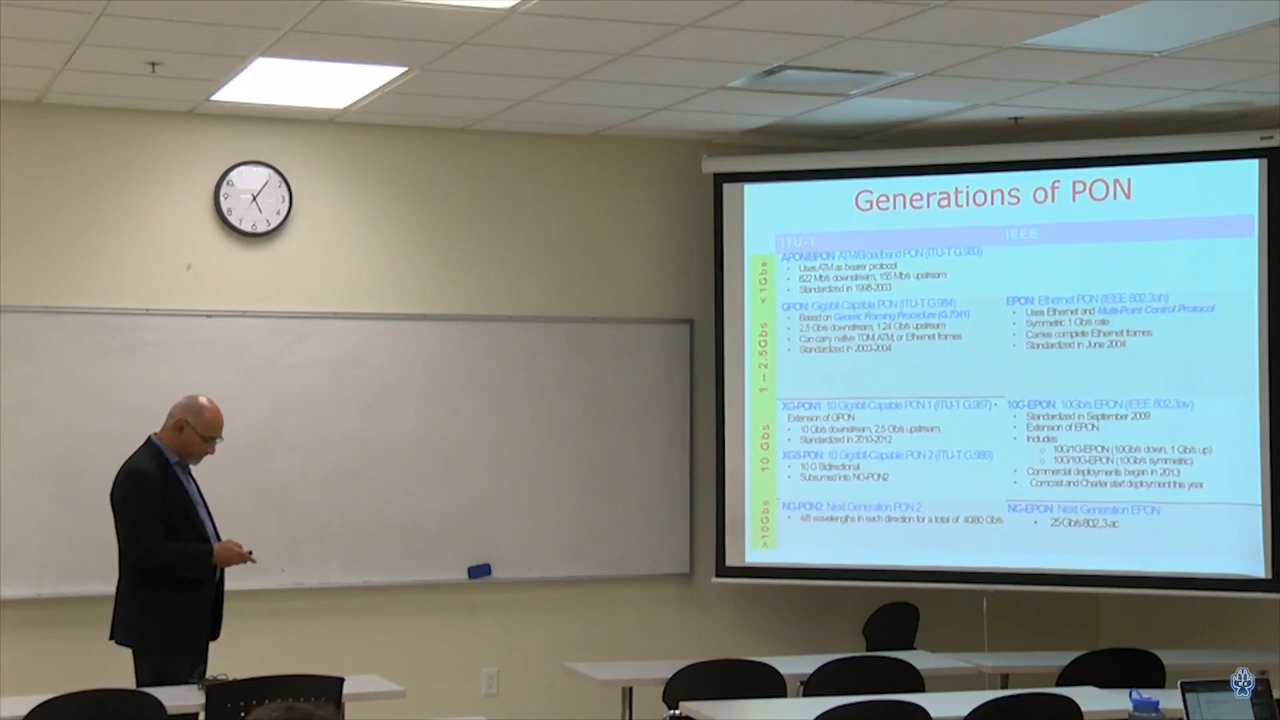 Generations of PON
ITU-T
IEEE
<1Gbs
APON/BPON: ATM/Broadband PON (ITU-T G.983)
• Uses ATM as bearer protocol
• 622 Mb/s downstream, 155 Mb/s upstream
• Standardized in 1998-2003
1 – 2.5Gbs
GPON: Gigabit-Capable PON (ITU-T G.984)
• Based on Generic Framing Procedure (G.7041)
• 2.5 Gb/s downstream, 1.24 Gb/s upstream
• Can carry native TDM, ATM, or Ethernet frames
• Standardized in 2003-2004
EPON: Ethernet PON (IEEE 802.3ah)
• Uses Ethernet and Multi-Point Control Protocol
• Symmetric 1 Gb/s rate
• Carries complete Ethernet frames
• Standardized in June 2004
10 Gbs
XG-PON1: 10 Gigabit-Capable PON 1 (ITU-T G.987) •
Extension of GPON
• 10 Gb/s downstream, 2.5 Gb/s upstream.
• Standardized in 2010-2012
XGS-PON: 10 Gigabit-Capable PON 2 (ITU-T G.989)
• 10 G Bidirectional
• Subsumed into NG-PON2
10G-EPON: 10Gb/s EPON (IEEE 802.3av)
• Standardized in September 2009
• Extension of EPON
• Includes
○ 10G/1G-EPON (10Gb/s down, 1 Gb/s up)
○ 10G/10G-EPON (10Gb/s symmetric)
• Commercial deployments began in 2013
• Comcast and Charter start deployment this year
>10Gbs
NG-PON2: Next Generation PON 2
• 4/8 wavelengths in each direction for a total of 40/80 Gb/s
NG-EPON: Next Generation EPON
• 25 Gb/s 802.3 ac